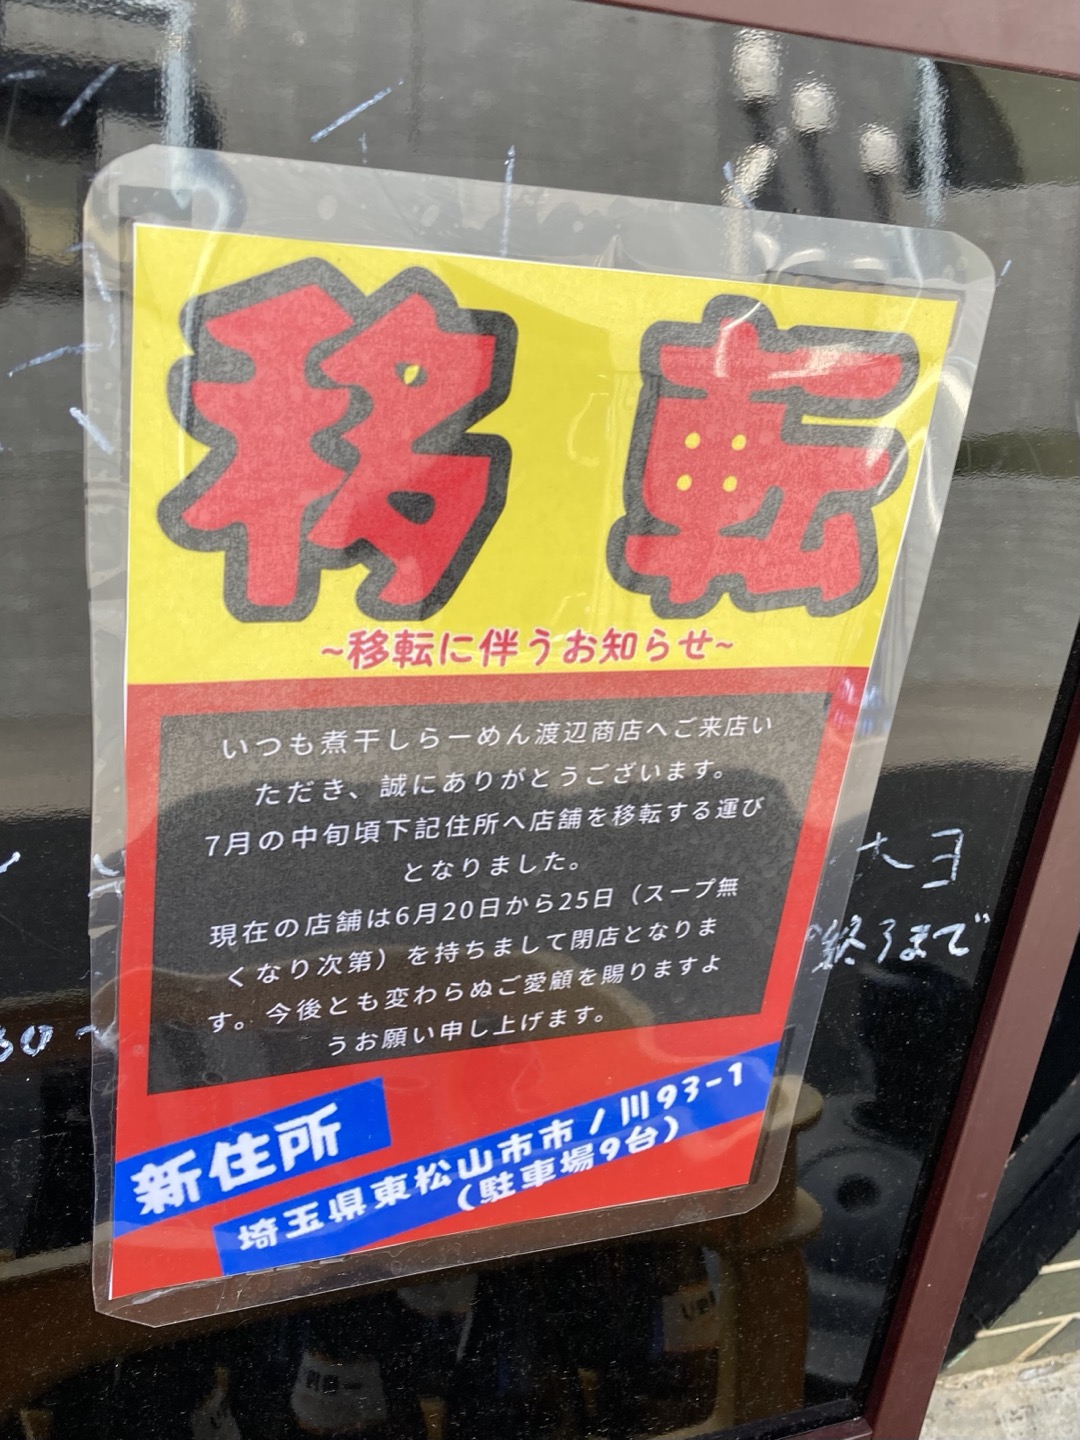 移転
~移転に伴うお知らせ~
いつも煮干しらーめん渡辺商店へご来店い
ただき、誠にありがとうございます。
7月の中旬頃下記住所へ店舗を移転する運び
となりました。
現在の店舗は6月20日から25日（スープ無
くなり次第）を持ちまして閉店となりま
す。今後とも変わらぬご愛顧を賜りますよ
うお願い申し上げます。
新住所
埼玉県東松山市市ノ川93-1
（駐車場9台）
終了まで
30~